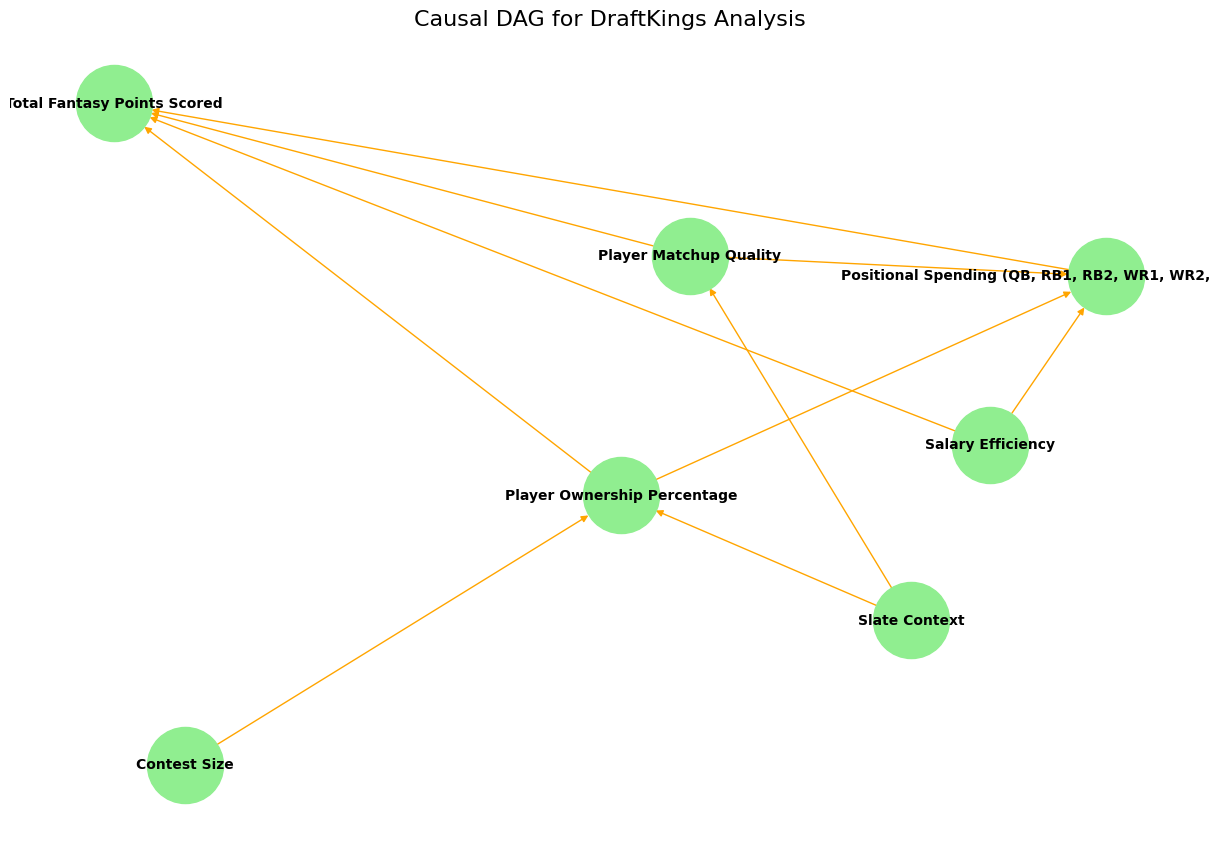 Causal DAG for DraftKings Analysis
Total Fantasy Points Scored
Player Matchup Quality
Positional Spending (QB, RB1, RB2, WR1, WR2,
Salary Efficiency
Player Ownership Percentage
Slate Context
Contest Size